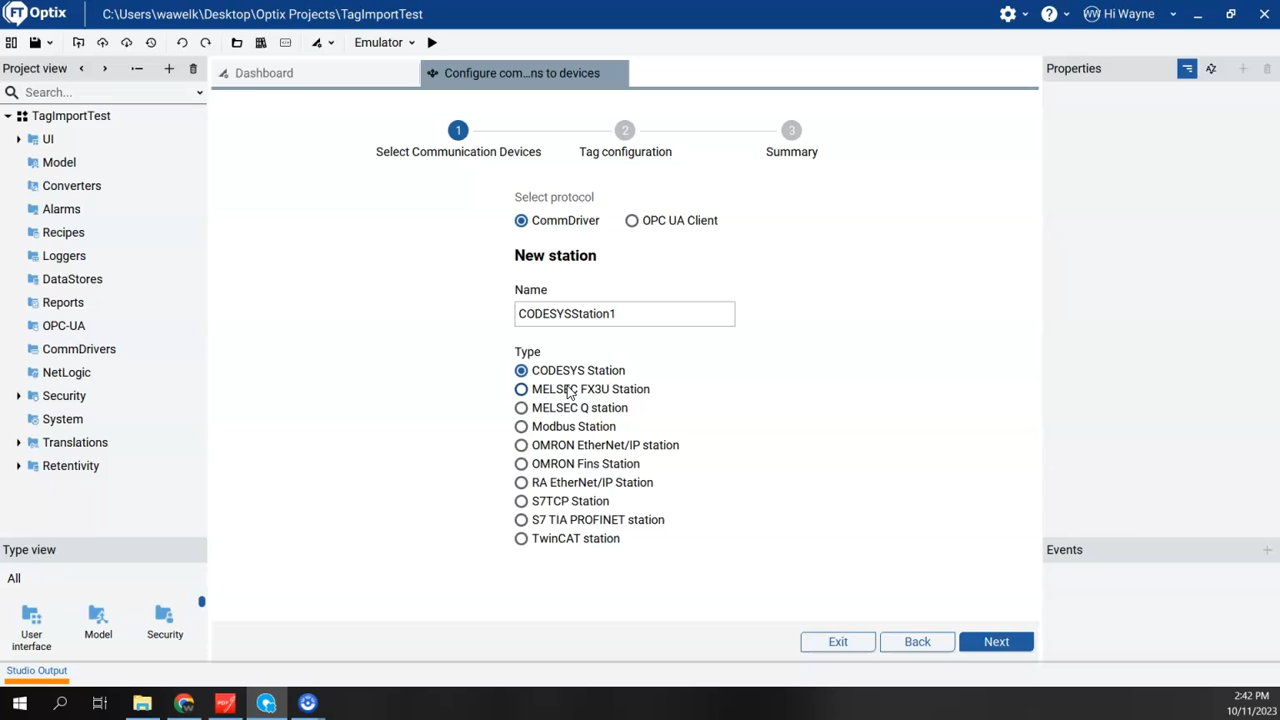 FT Optix
C:\Users\wawelk\Desktop\Optix Projects\TagImportTest
WW Hi Wayne
Emulator
Project view
Dashboard
Configure com...ns to devices
Properties
Search...
TagImportTest
UI
Model
Converters
Alarms
Recipes
Loggers
DataStores
Reports
OPC-UA
CommDrivers
NetLogic
Security
System
Translations
Retentivity
1
2
3
Select Communication Devices
Tag configuration
Summary
Select protocol
CommDriver
OPC UA Client
New station
Name
CODESYSStation1
Type
CODESYS Station
MELSEC FX3U Station
MELSEC Q station
Modbus Station
OMRON EtherNet/IP station
OMRON Fins Station
RA EtherNet/IP Station
S7TCP Station
S7 TIA PROFINET station
TwinCAT station
Type view
All
User interface
Model
Security
Events
Exit
Back
Next
Studio Output
2:42 PM
10/11/2023